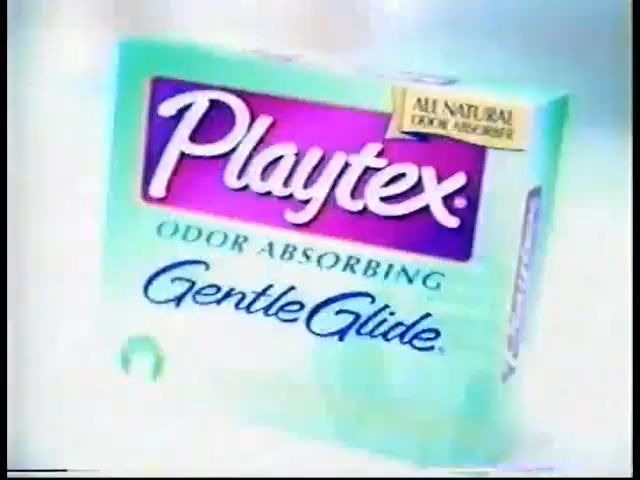 ALL NATURAL
ODOR ABSORBER
Playtex
ODOR ABSORBING
Gentle Glide